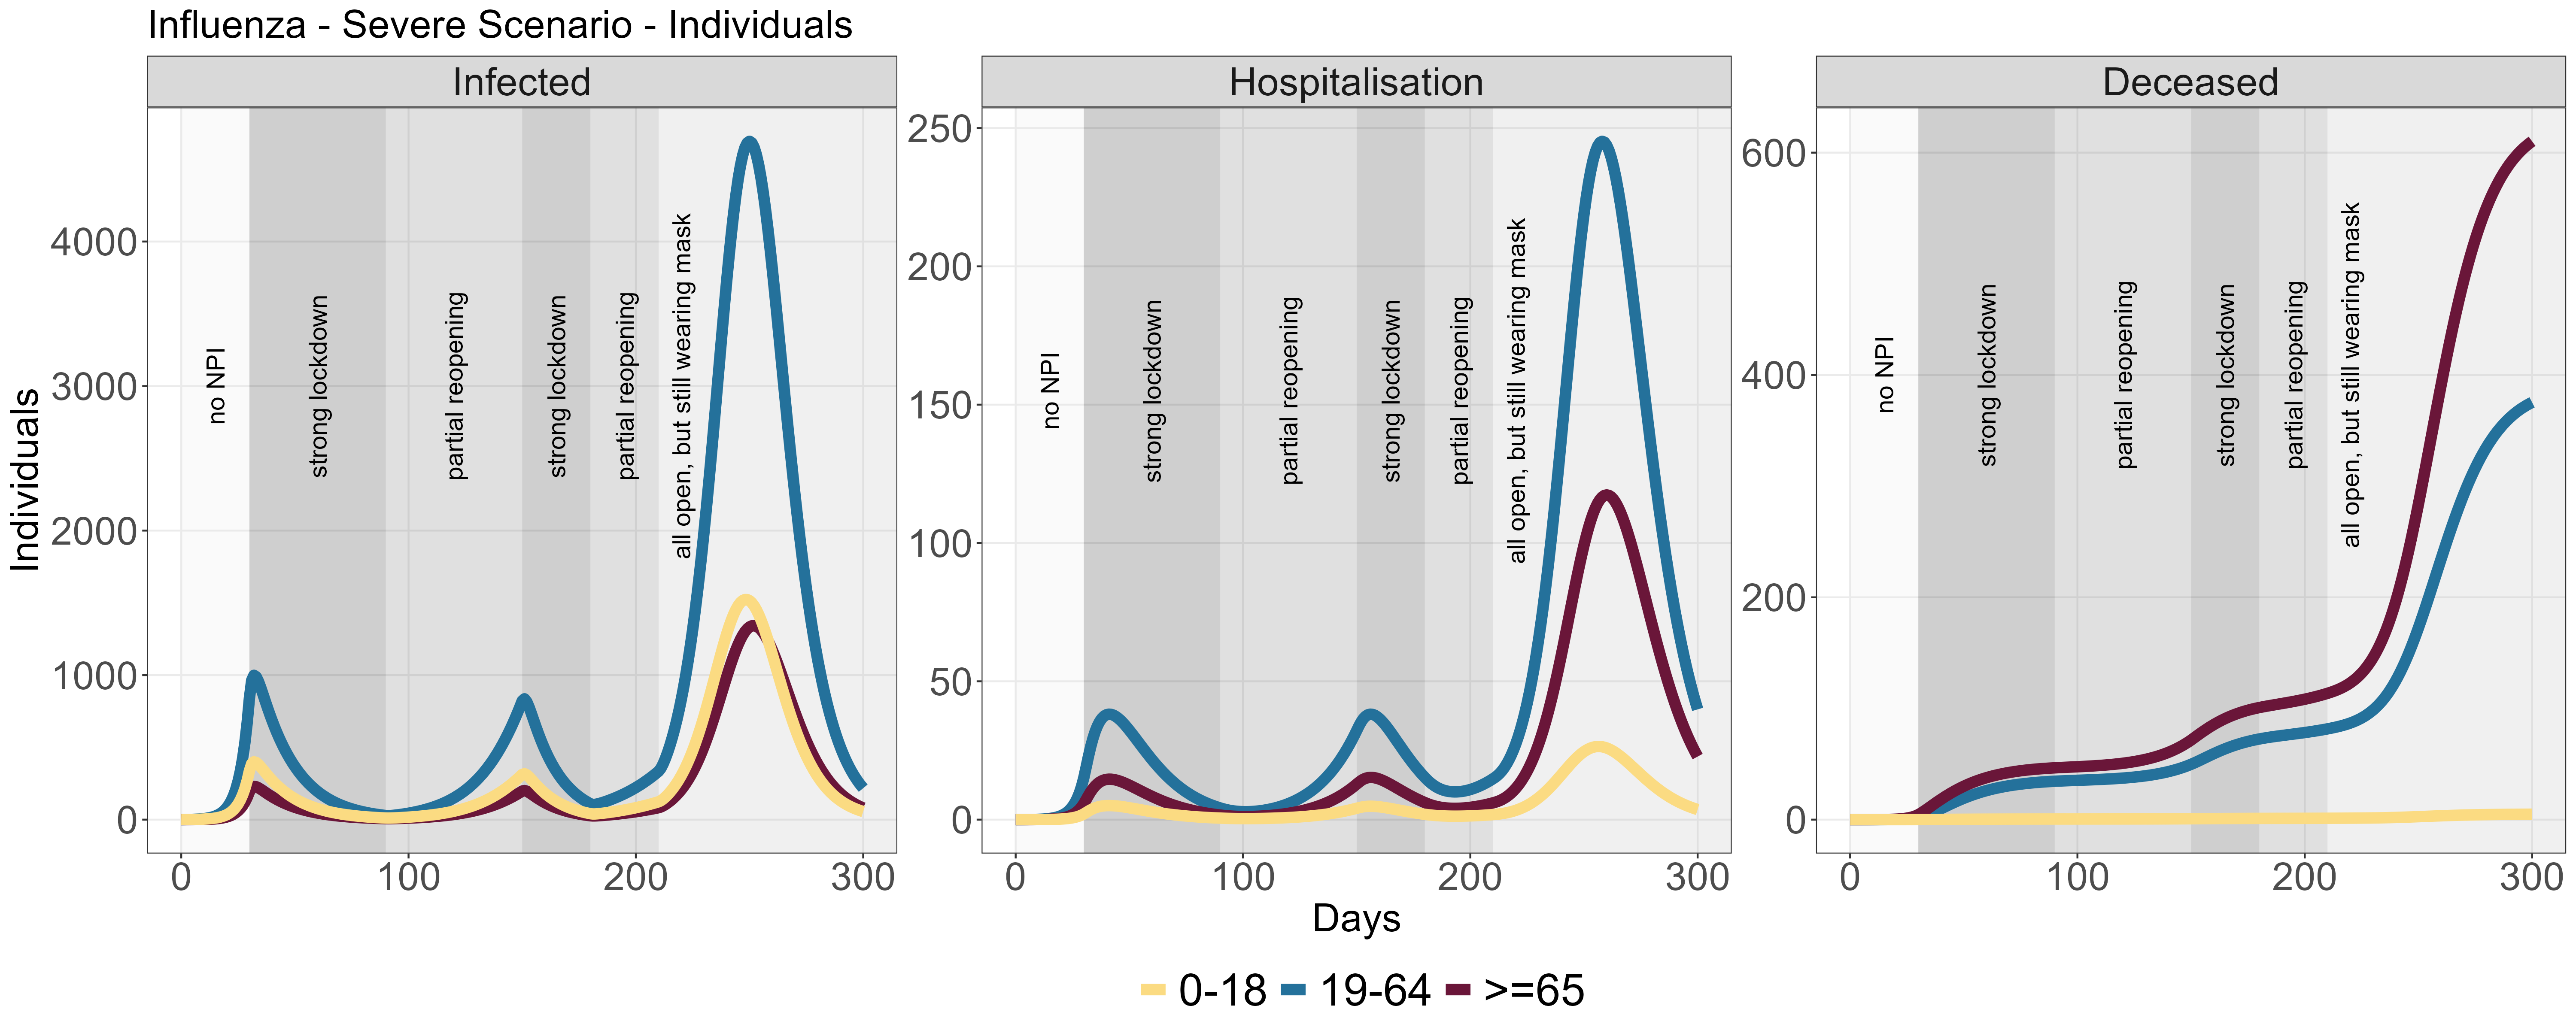 Influenza - Severe Scenario - Individuals
Infected
Hospitalisation
Deceased
Individuals
4000
3000
2000
1000
0
no NPI
strong lockdown
partial reopening
strong lockdown
partial reopening
all open, but still wearing mask
0
100
200
300
250
200
150
100
50
0
no NPI
strong lockdown
partial reopening
strong lockdown
partial reopening
all open, but still wearing mask
0
100
200
300
600
400
200
0
no NPI
strong lockdown
partial reopening
strong lockdown
partial reopening
all open, but still wearing mask
0
100
200
300
Days
0-18
19-64
>=65